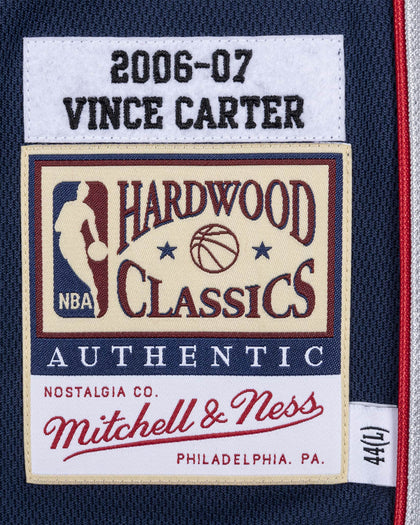 2006-07
VINCE CARTER
HARDWOOD
CLASSICS
NBA
AUTHENTIC
NOSTALGIA CO.
Mitchell & Ness
PHILADELPHIA. PA.
44(L)